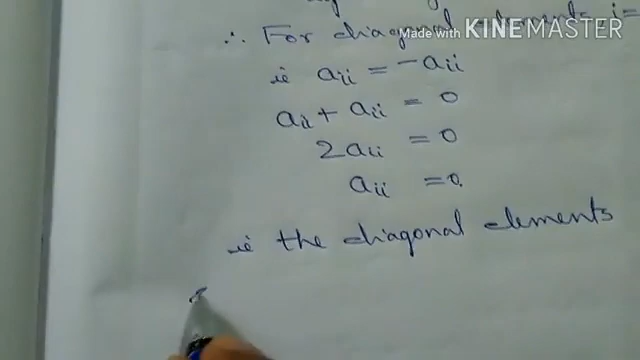 ∴ For diagonal elements i =
Made with KINEMASTER
ie aii = -aii
aii + aii = 0
2aii = 0
aii = 0.
ie the diagonal elements